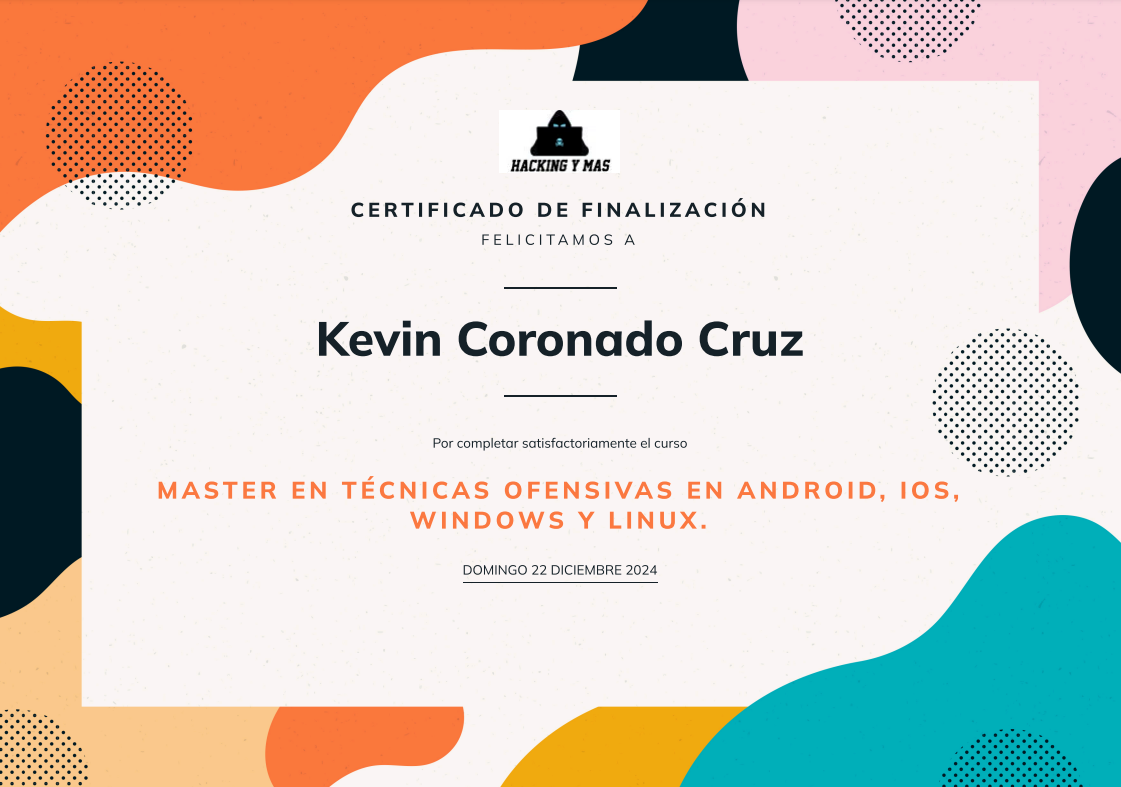 HACKING Y MAS
CERTIFICADO DE FINALIZACIÓN
FELICITAMOS A
Kevin Coronado Cruz
Por completar satisfactoriamente el curso
MASTER EN TÉCNICAS OFENSIVAS EN ANDROID, IOS,
WINDOWS Y LINUX.
DOMINGO 22 DICIEMBRE 2024